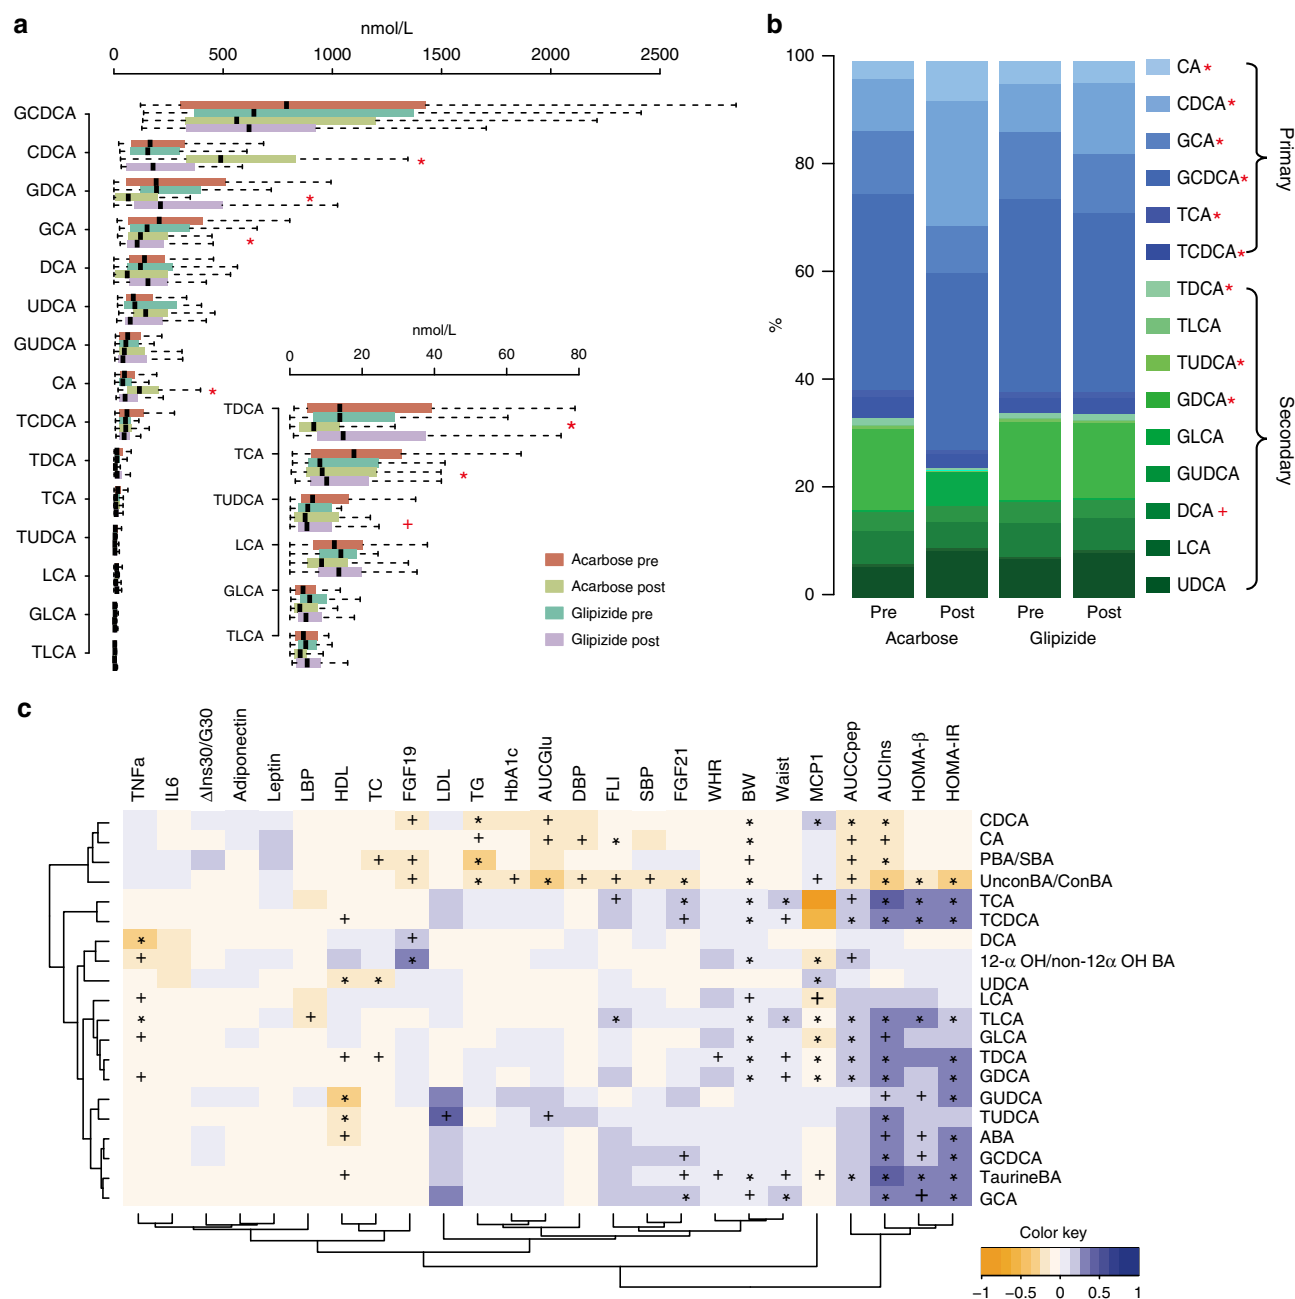 a
nmol/L
0 500 1000 1500 2000 2500
GCDCA
CDCA
*
GDCA
*
GCA
*
DCA
UDCA
GUDCA
CA
*
TCDCA
TDCA
TCA
TUDCA
LCA
GLCA
TLCA
nmol/L
0 20 40 60 80
TDCA
*
TCA
*
TUDCA
+
LCA
GLCA
TLCA
Acarbose pre
Acarbose post
Glipizide pre
Glipizide post
b
100
80
60
40
20
0
%
Pre Post Pre Post
Acarbose Glipizide
CA *
CDCA *
GCA *
GCDCA *
TCA *
TCDCA *
TDCA *
TLCA
TUDCA *
GDCA *
GLCA
GUDCA
DCA +
LCA
UDCA
Primary
Secondary
c
TNFa
IL6
ΔIns30/G30
Adiponectin
Leptin
LBP
HDL
TC
FGF19
LDL
TG
HbA1c
AUCGlu
DBP
FLI
SBP
FGF21
WHR
BW
Waist
MCP1
AUCCpep
AUCIns
HOMA-β
HOMA-IR
+ * + * * * * CDCA
+ + + * * + + CA
+ + * + + * PBA/SBA
+ * + * + + + * * + + * * * UnconBA/ConBA
+ * * * + * * * TCA
+ + * + * * * * TCDCA
* + DCA
+ * * * + 12-α OH/non-12α OH BA
* * * UDCA
+ + + LCA
* + * * * * * * * * TLCA
+ * * * + GLCA
+ + + * + * * * * TDCA
+ * + * * * * GDCA
* + + * GUDCA
* + + * TUDCA
+ + + * ABA
+ * + * GCDCA
+ + + * + + * * * * TaurineBA
* + * * + * GCA
Color key
−1 −0.5 0 0.5 1